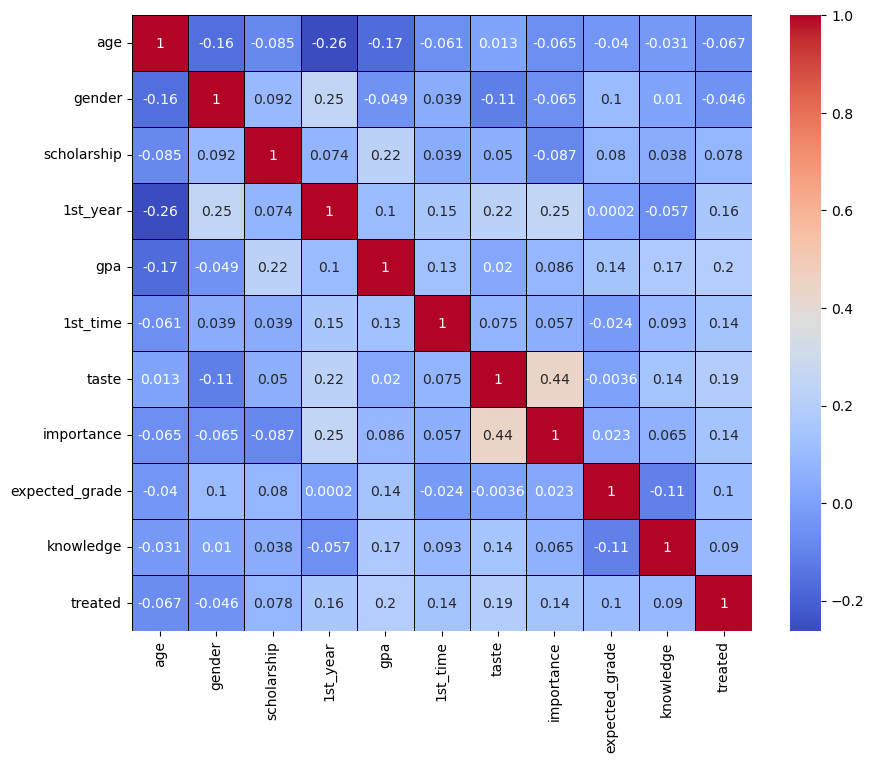 age 1 -0.16 -0.085 -0.26 -0.17 -0.061 0.013 -0.065 -0.04 -0.031 -0.067
gender -0.16 1 0.092 0.25 -0.049 0.039 -0.11 -0.065 0.1 0.01 -0.046
scholarship -0.085 0.092 1 0.074 0.22 0.039 0.05 -0.087 0.08 0.038 0.078
1st_year -0.26 0.25 0.074 1 0.1 0.15 0.22 0.25 0.0002 -0.057 0.16
gpa -0.17 -0.049 0.22 0.1 1 0.13 0.02 0.086 0.14 0.17 0.2
1st_time -0.061 0.039 0.039 0.15 0.13 1 0.075 0.057 -0.024 0.093 0.14
taste 0.013 -0.11 0.05 0.22 0.02 0.075 1 0.44 -0.0036 0.14 0.19
importance -0.065 -0.065 -0.087 0.25 0.086 0.057 0.44 1 0.023 0.065 0.14
expected_grade -0.04 0.1 0.08 0.0002 0.14 -0.024 -0.0036 0.023 1 -0.11 0.1
knowledge -0.031 0.01 0.038 -0.057 0.17 0.093 0.14 0.065 -0.11 1 0.09
treated -0.067 -0.046 0.078 0.16 0.2 0.14 0.19 0.14 0.1 0.09 1
age gender scholarship 1st_year gpa 1st_time taste importance expected_grade knowledge treated
1.0
0.8
0.6
0.4
0.2
0.0
−0.2